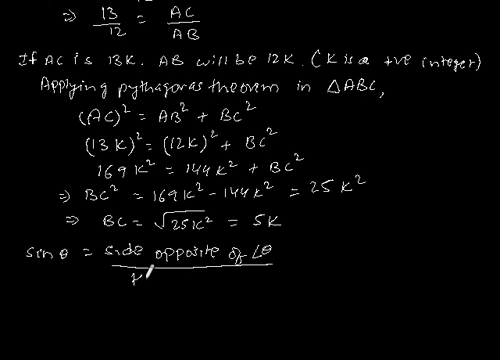 ⇒ 13/12 = AC/AB
If AC is 13K. AB will be 12K. (K is a +ve integer)
Applying pythagoras theorem in △ABC,
(AC)² = AB² + BC²
(13K)² = (12K)² + BC²
169K² = 144K² + BC²
⇒ BC² = 169K² - 144K² = 25K²
⇒ BC = √25K² = 5K
sin θ = side opposite of ∠θ